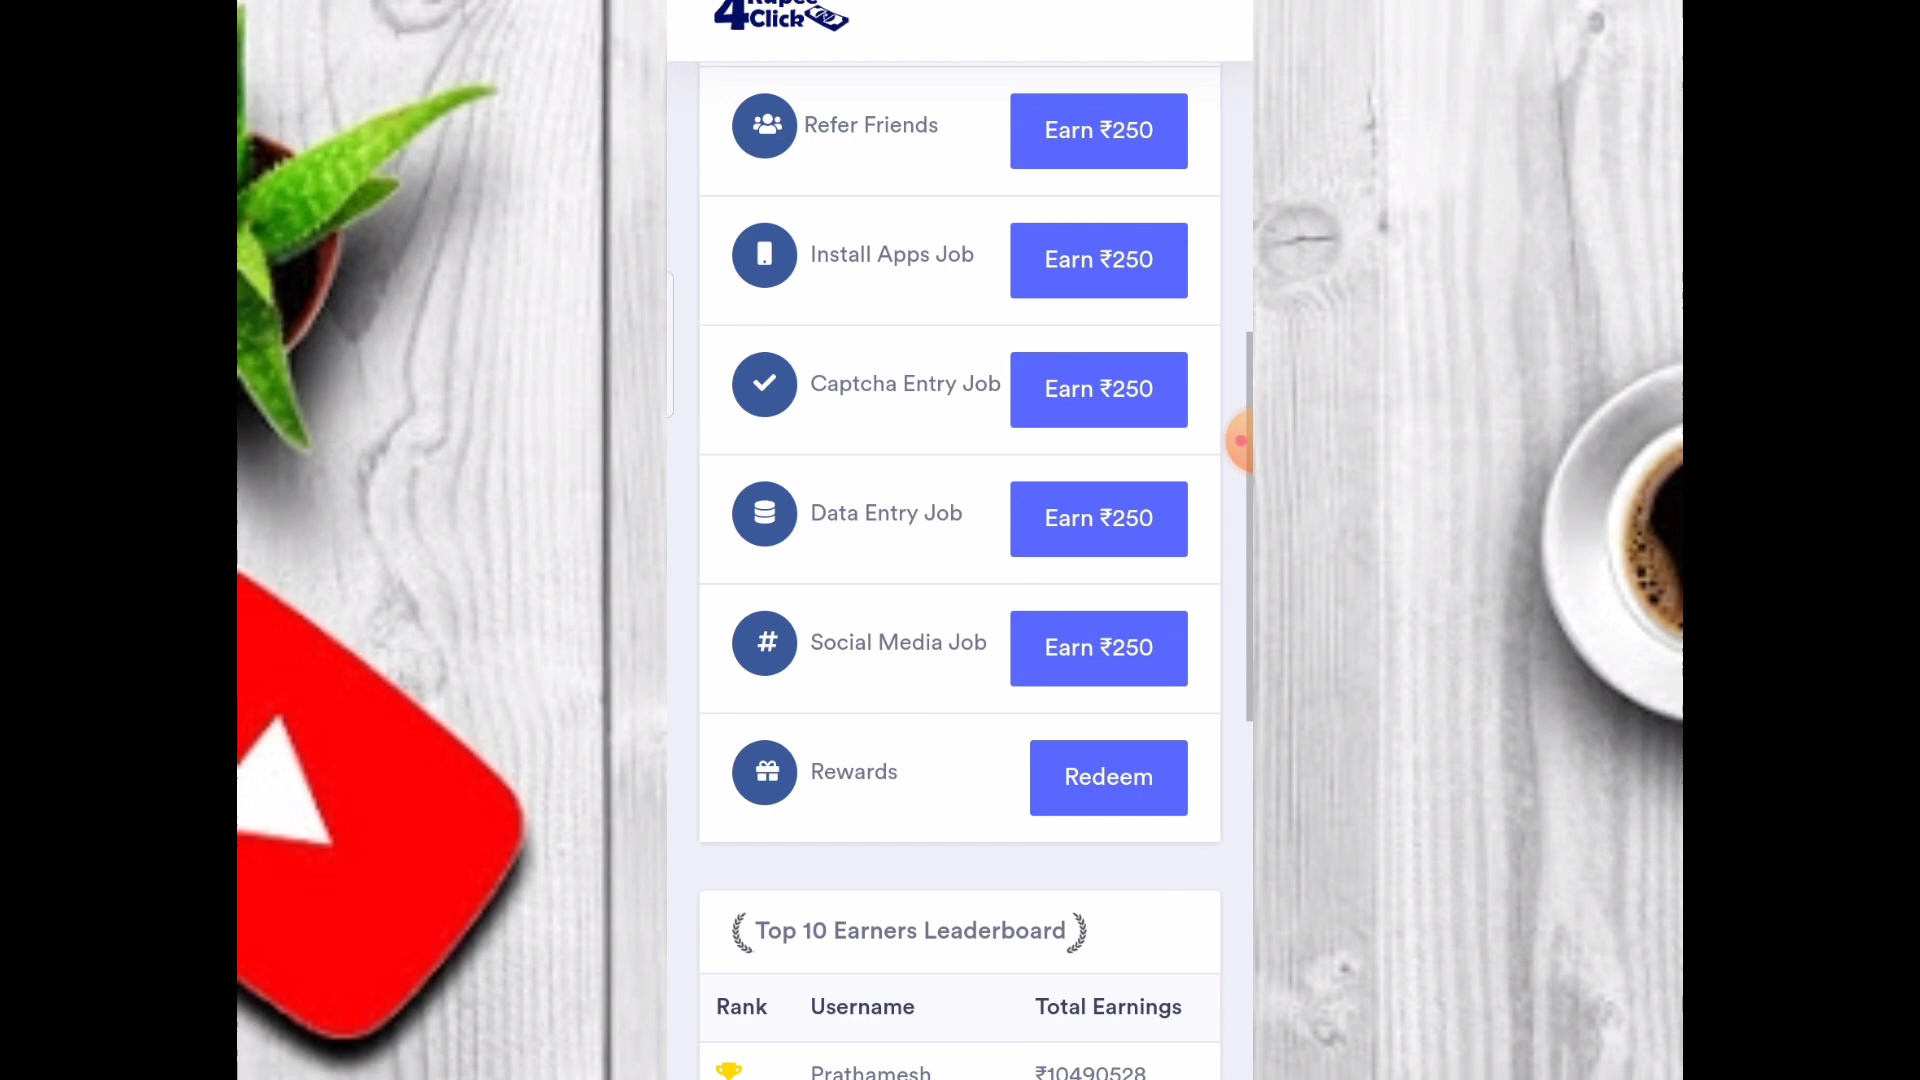 4Rupee
Click
Refer Friends
Earn ₹250
Install Apps Job
Earn ₹250
Captcha Entry Job
Earn ₹250
Data Entry Job
Earn ₹250
Social Media Job
Earn ₹250
Rewards
Redeem
Top 10 Earners Leaderboard
Rank Username Total Earnings
Prathamesh ₹10490528